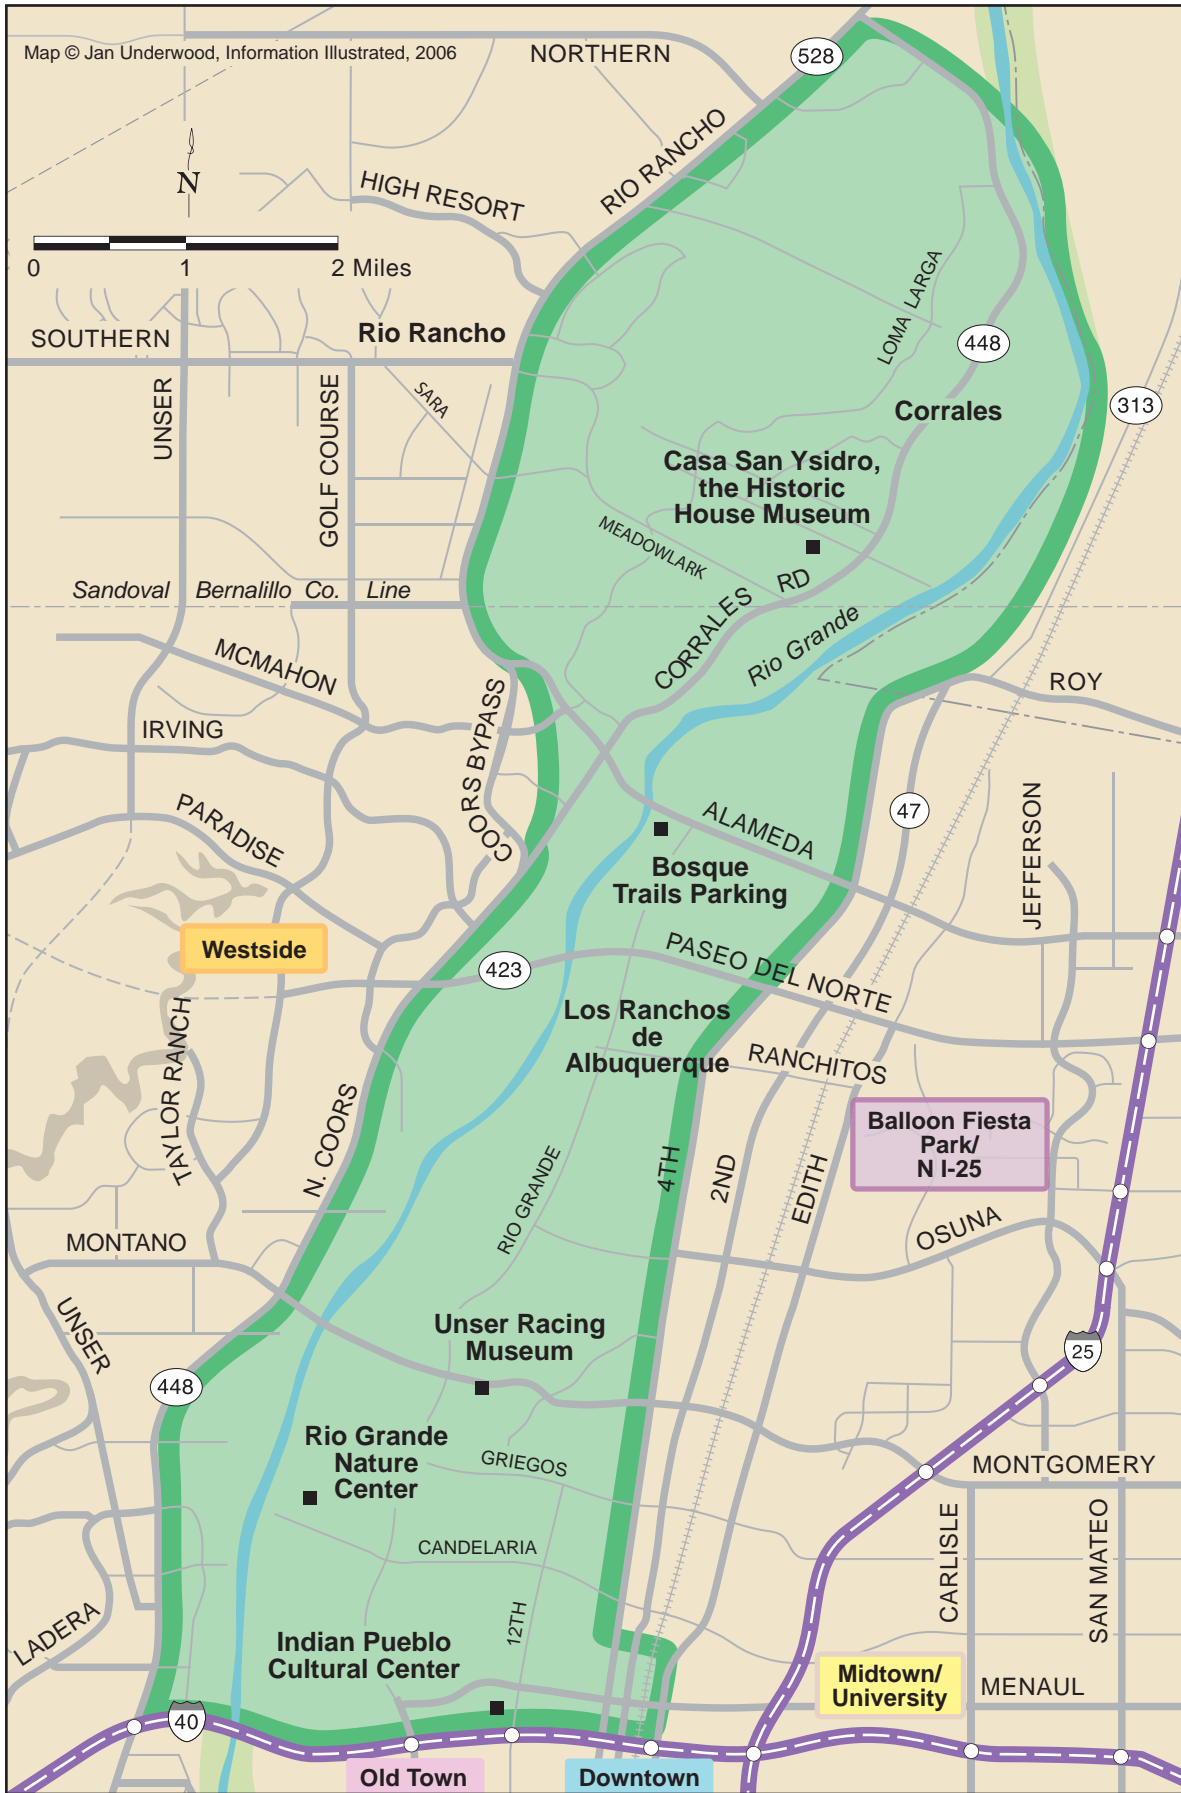 Map © Jan Underwood, Information Illustrated, 2006
NORTHERN
528
N
HIGH RESORT
RIO RANCHO
0 1 2 Miles
SOUTHERN
Rio Rancho
LOMA LARGA
448
313
UNSER
GOLF COURSE
SARA
Corrales
Casa San Ysidro,
the Historic
House Museum
MEADOWLARK
Sandoval Bernalillo Co. Line
CORRALES RD
Rio Grande
MCMAHON
ROY
IRVING
COORS BYPASS
PARADISE
47
JEFFERSON
ALAMEDA
Bosque
Trails Parking
Westside
423
PASEO DEL NORTE
Los Ranchos
de
Albuquerque
RANCHITOS
TAYLOR RANCH
N. COORS
Balloon Fiesta
Park/
N I-25
RIO GRANDE
4TH
2ND
EDITH
OSUNA
MONTANO
UNSER
Unser Racing
Museum
25
448
Rio Grande
Nature
Center
GRIEGOS
MONTGOMERY
CANDELARIA
CARLISLE
SAN MATEO
LADERA
12TH
Indian Pueblo
Cultural Center
Midtown/
University
MENAUL
40
Old Town
Downtown